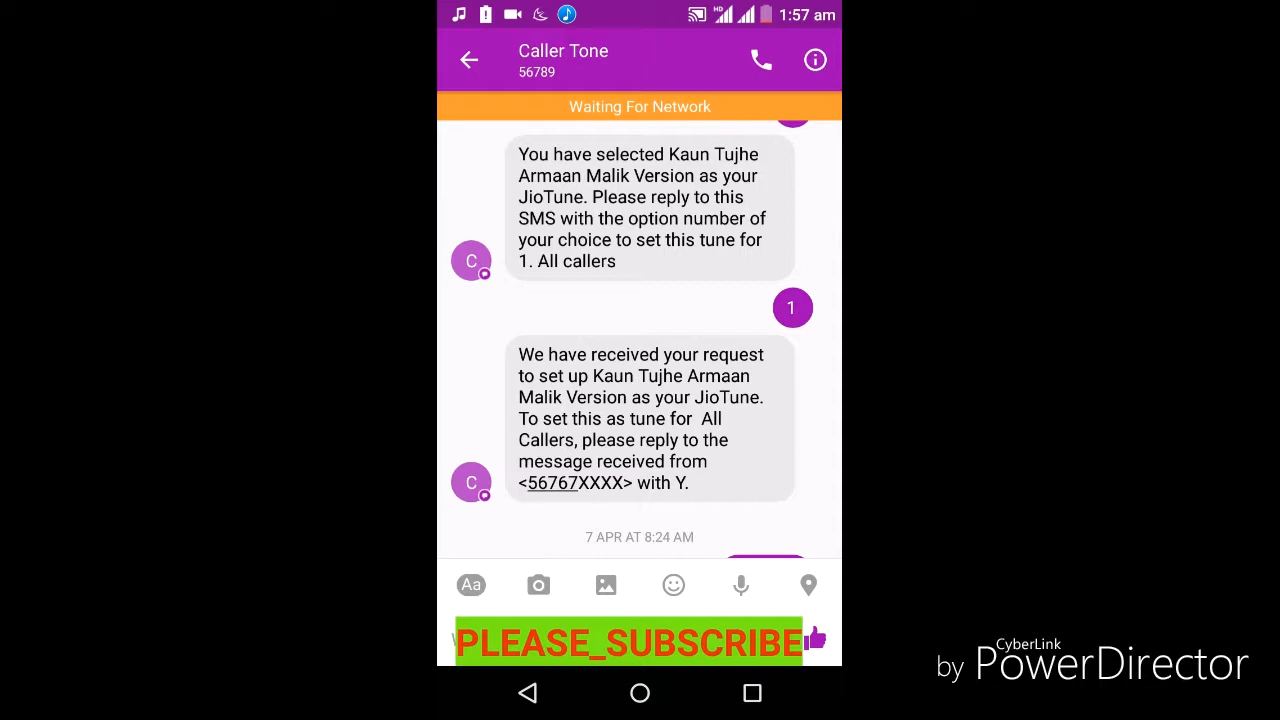 HD
1:57 am
Caller Tone
56789
Waiting For Network
You have selected Kaun Tujhe
Armaan Malik Version as your
JioTune. Please reply to this
SMS with the option number of
your choice to set this tune for
1. All callers
C
1
We have received your request
to set up Kaun Tujhe Armaan
Malik Version as your JioTune.
To set this as tune for  All
Callers, please reply to the
message received from
<56767XXXX> with Y.
C
7 APR AT 8:24 AM
Aa
PLEASE_SUBSCRIBE
CyberLink
by PowerDirector